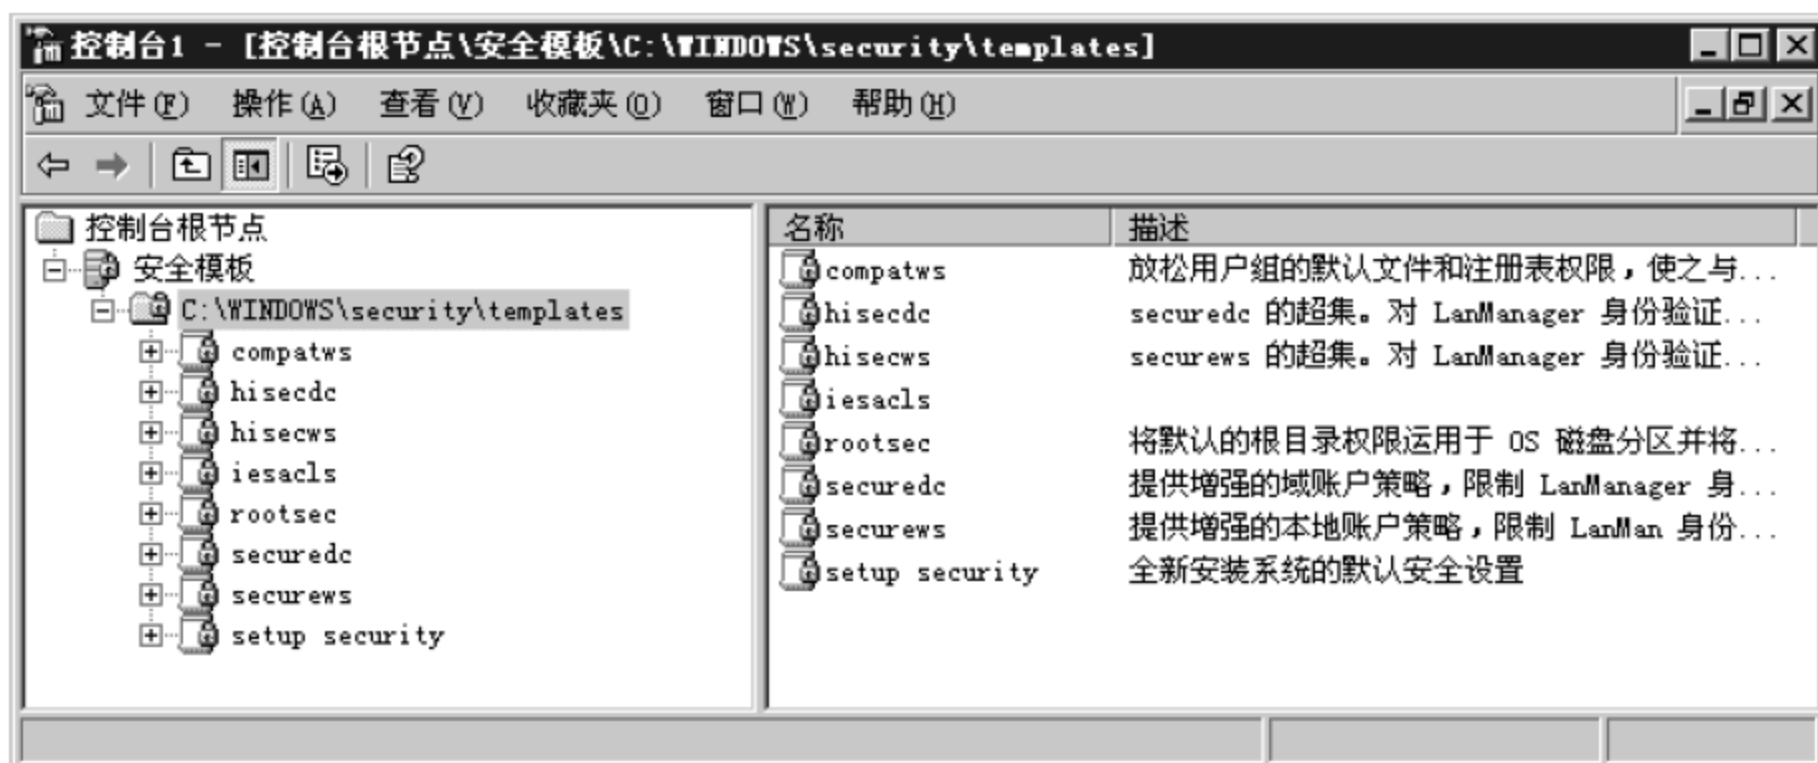 控制台1 - [控制台根节点\安全模板\C:\WINDOWS\security\templates]
文件(F) 操作(A) 查看(V) 收藏夹(O) 窗口(W) 帮助(H)
控制台根节点
安全模板
C:\WINDOWS\security\templates
compatws
hisecdc
hisecws
iesacls
rootsec
securedc
securews
setup security
名称 描述
compatws 放松用户组的默认文件和注册表权限，使之与...
hisecdc securedc 的超集。对 LanManager 身份验证...
hisecws securews 的超集。对 LanManager 身份验证...
iesacls
rootsec 将默认的根目录权限运用于 OS 磁盘分区并将...
securedc 提供增强的域账户策略，限制 LanManager 身...
securews 提供增强的本地账户策略，限制 LanMan 身份...
setup security 全新安装系统的默认安全设置